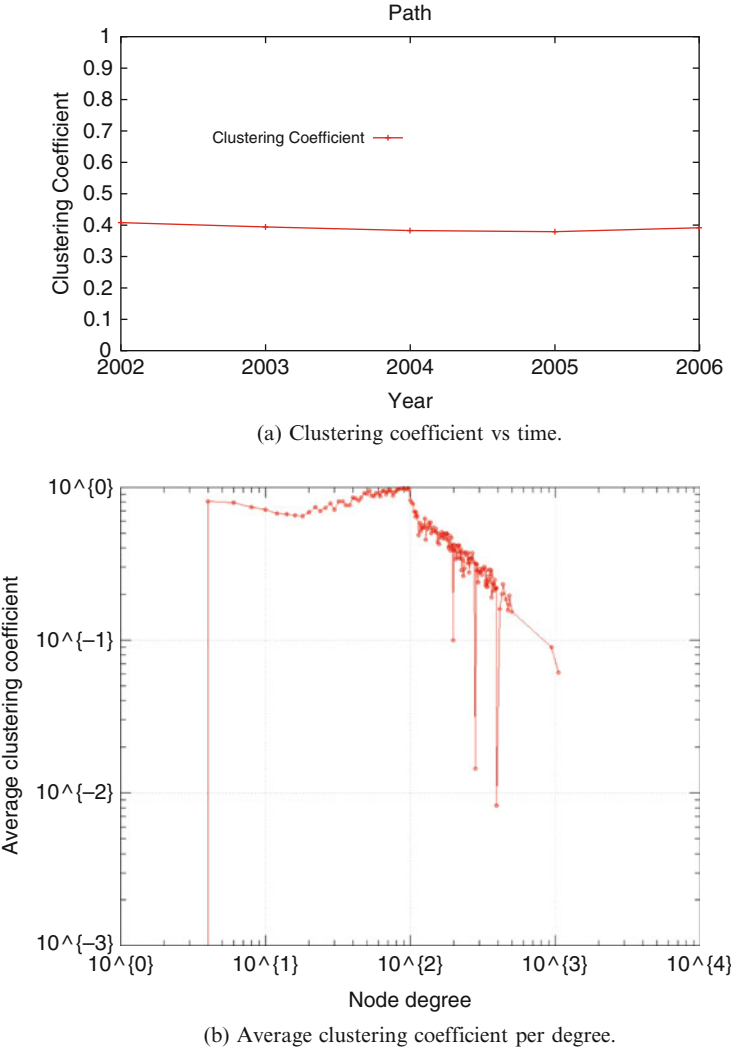 Path
1
0.9
0.8
0.7
0.6
0.5
0.4
0.3
0.2
0.1
0
Clustering Coefficient
Clustering Coefficient
2002 2003 2004 2005 2006
Year
(a) Clustering coefficient vs time.
10^{0}
10^{–1}
10^{–2}
10^{–3}
Average clustering coefficient
10^{0} 10^{1} 10^{2} 10^{3} 10^{4}
Node degree
(b) Average clustering coefficient per degree.